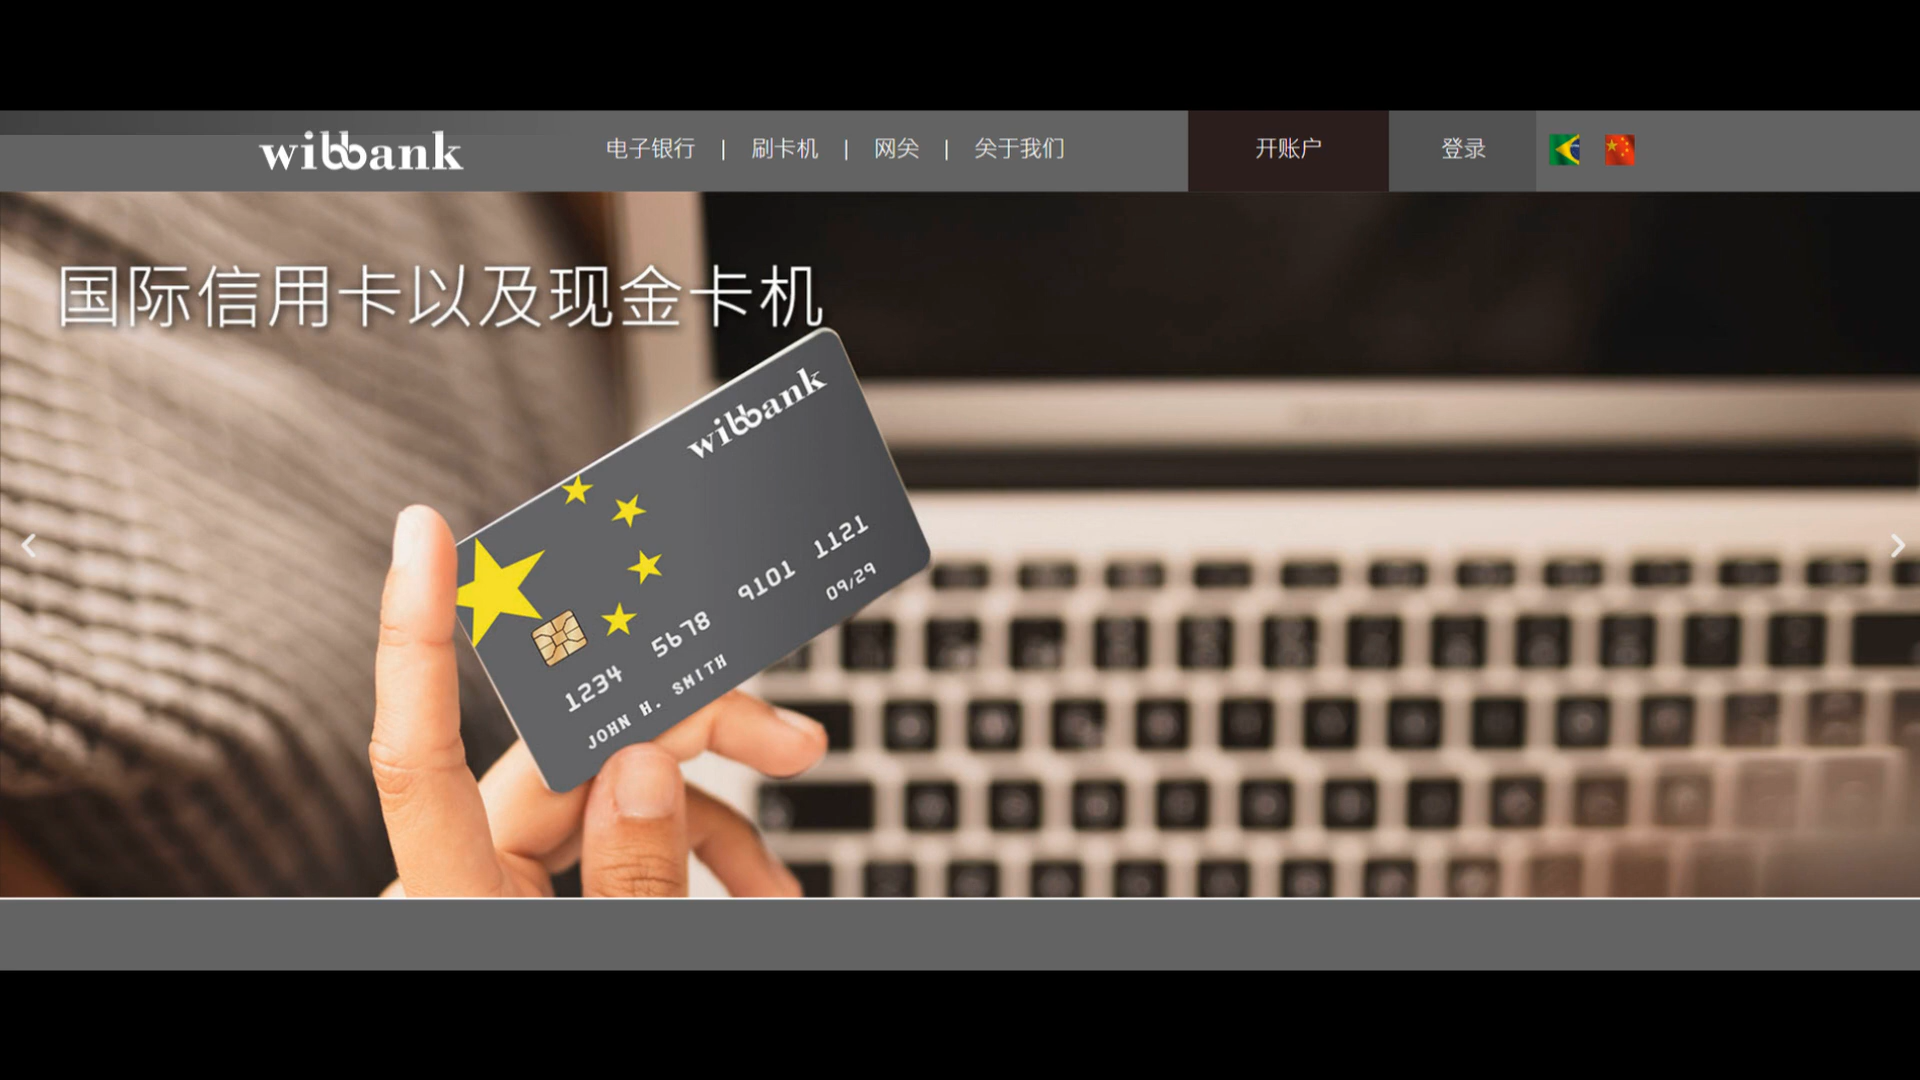 wibbank
电子银行 | 刷卡机 | 网关 | 关于我们
开账户
登录
国际信用卡以及现金卡机
wibbank
1234 5678 9101 1121
09/29
JOHN H. SMITH